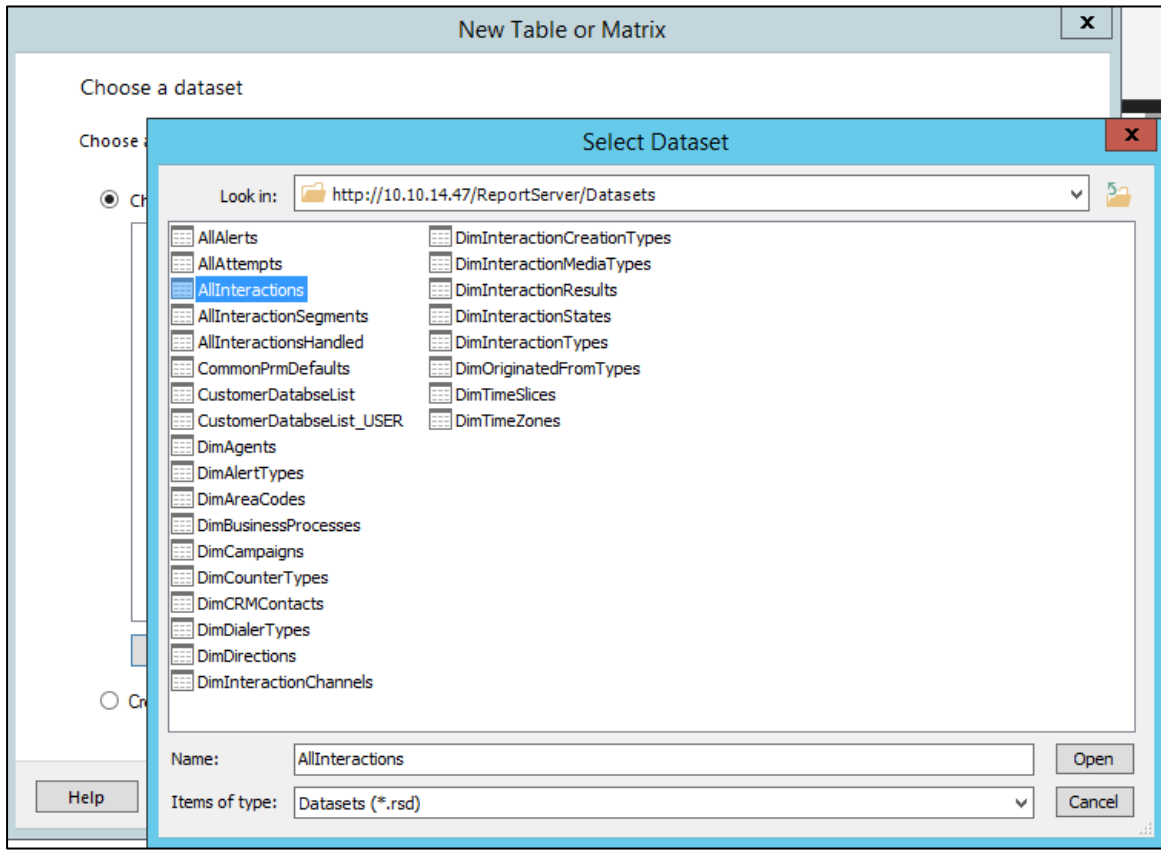 New Table or Matrix
x
Choose a dataset
Choose
Select Dataset
x
Look in:
http://10.10.14.47/ReportServer/Datasets
AllAlerts
AllAttempts
AllInteractions
AllInteractionSegments
AllInteractionsHandled
CommonPrmDefaults
CustomerDatabseList
CustomerDatabseList_USER
DimAgents
DimAlertTypes
DimAreaCodes
DimBusinessProcesses
DimCampaigns
DimCounterTypes
DimCRMContacts
DimDialerTypes
DimDirections
DimInteractionChannels
DimInteractionCreationTypes
DimInteractionMediaTypes
DimInteractionResults
DimInteractionStates
DimInteractionTypes
DimOriginatedFromTypes
DimTimeSlices
DimTimeZones
Name:
AllInteractions
Open
Help
Items of type:
Datasets (*.rsd)
Cancel